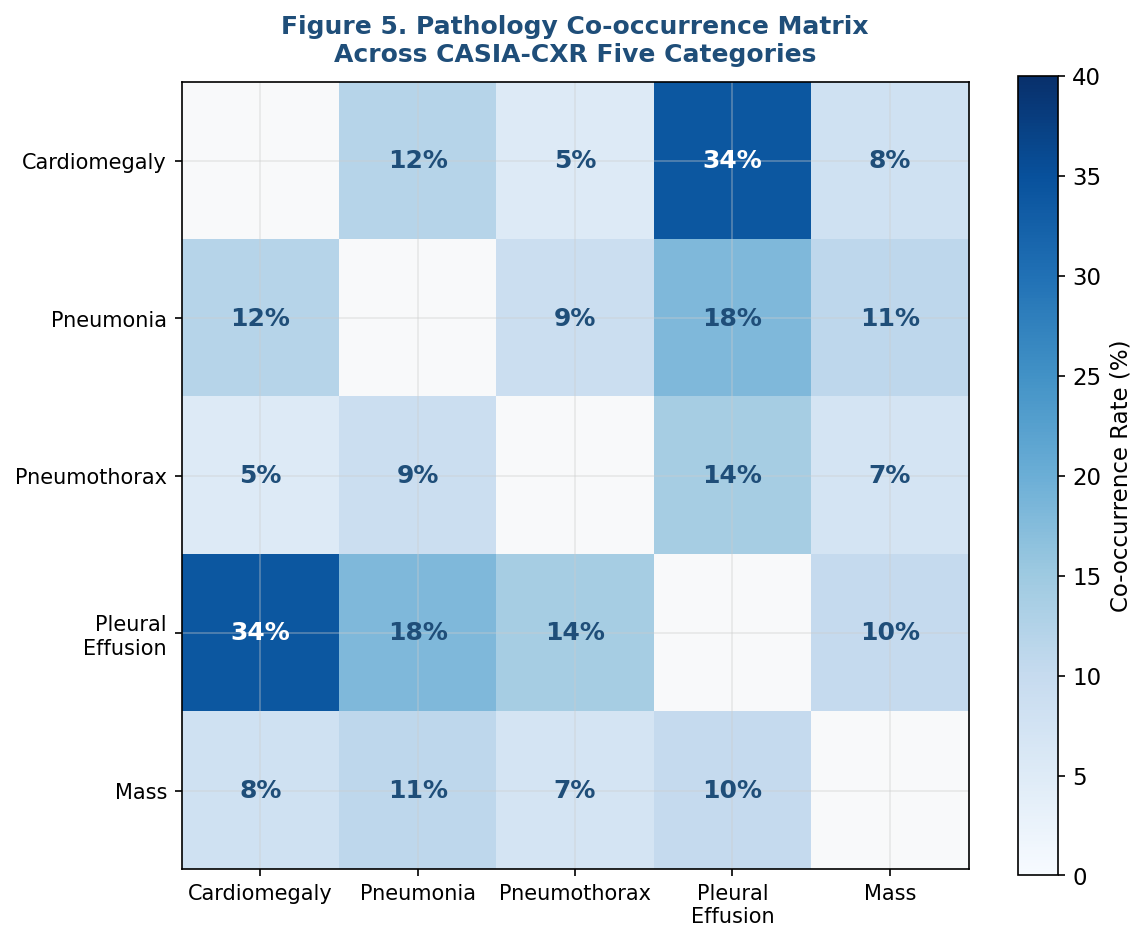 Figure 5. Pathology Co-occurrence Matrix
Across CASIA-CXR Five Categories
Cardiomegaly
12%
5%
34%
8%
Pneumonia
12%
9%
18%
11%
Pneumothorax
5%
9%
14%
7%
Pleural
Effusion
34%
18%
14%
10%
Mass
8%
11%
7%
10%
Cardiomegaly
Pneumonia
Pneumothorax
Pleural
Effusion
Mass
40
35
30
25
20
15
10
5
0
Co-occurrence Rate (%)